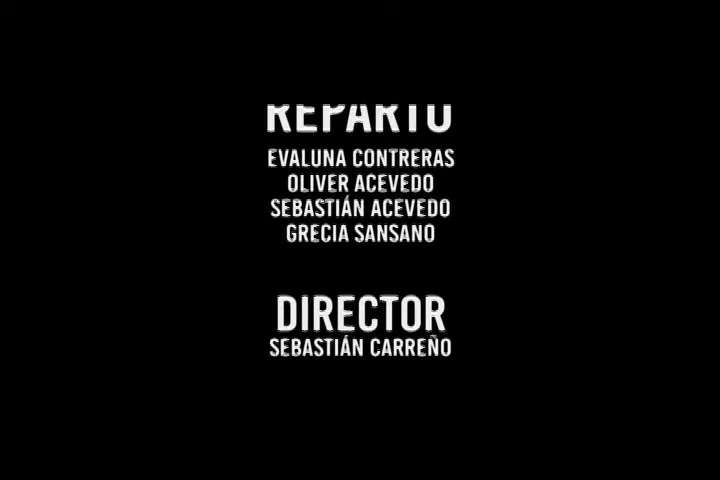 REPARTO
EVALUNA CONTRERAS
OLIVER ACEVEDO
SEBASTIÁN ACEVEDO
GRECIA SANSANO
DIRECTOR
SEBASTIÁN CARREÑO